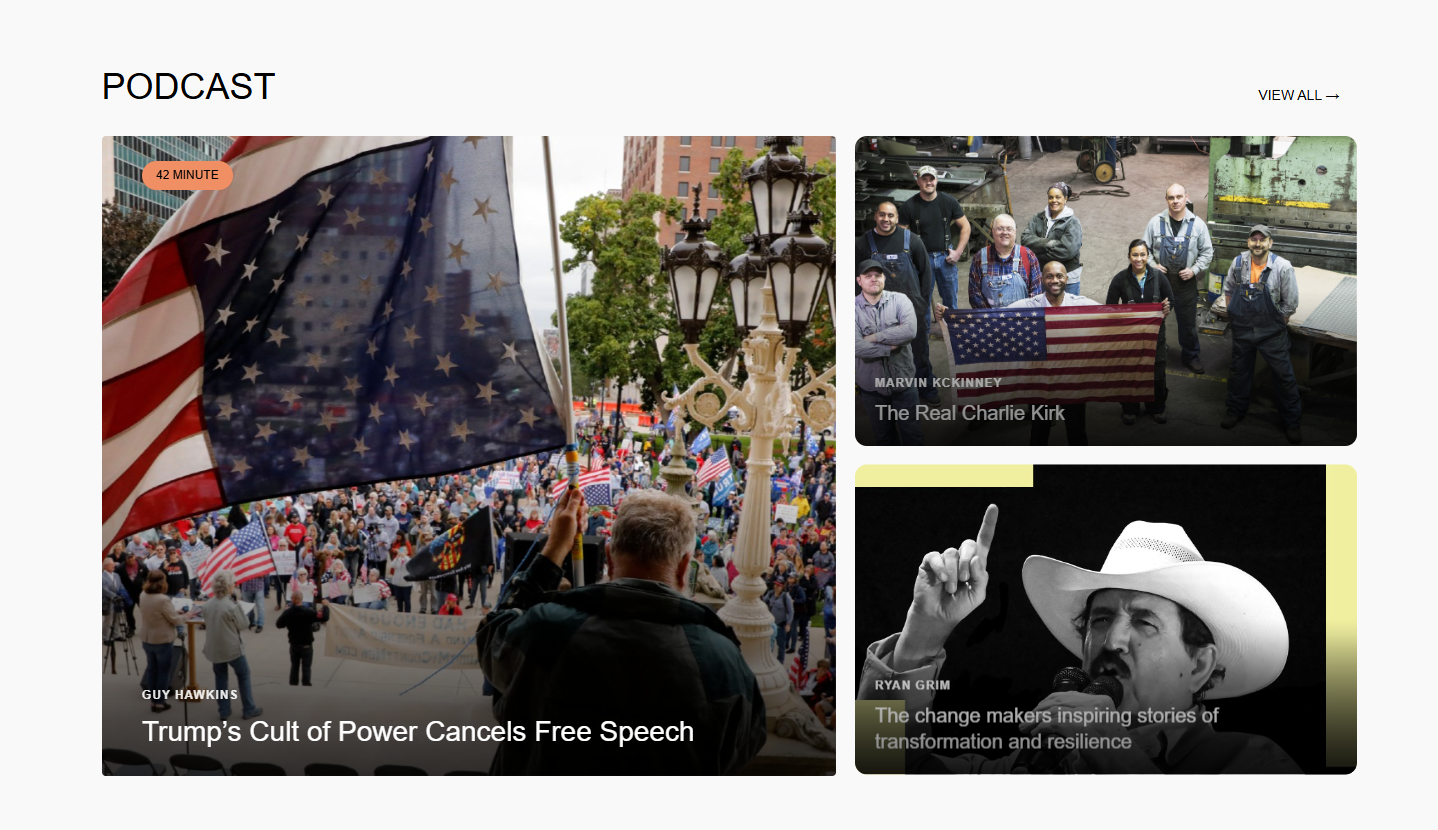 PODCAST
VIEW ALL →
42 MINUTE
GUY HAWKINS
Trump’s Cult of Power Cancels Free Speech
MARVIN KCKINNEY
The Real Charlie Kirk
RYAN GRIM
The change makers inspiring stories of
transformation and resilience